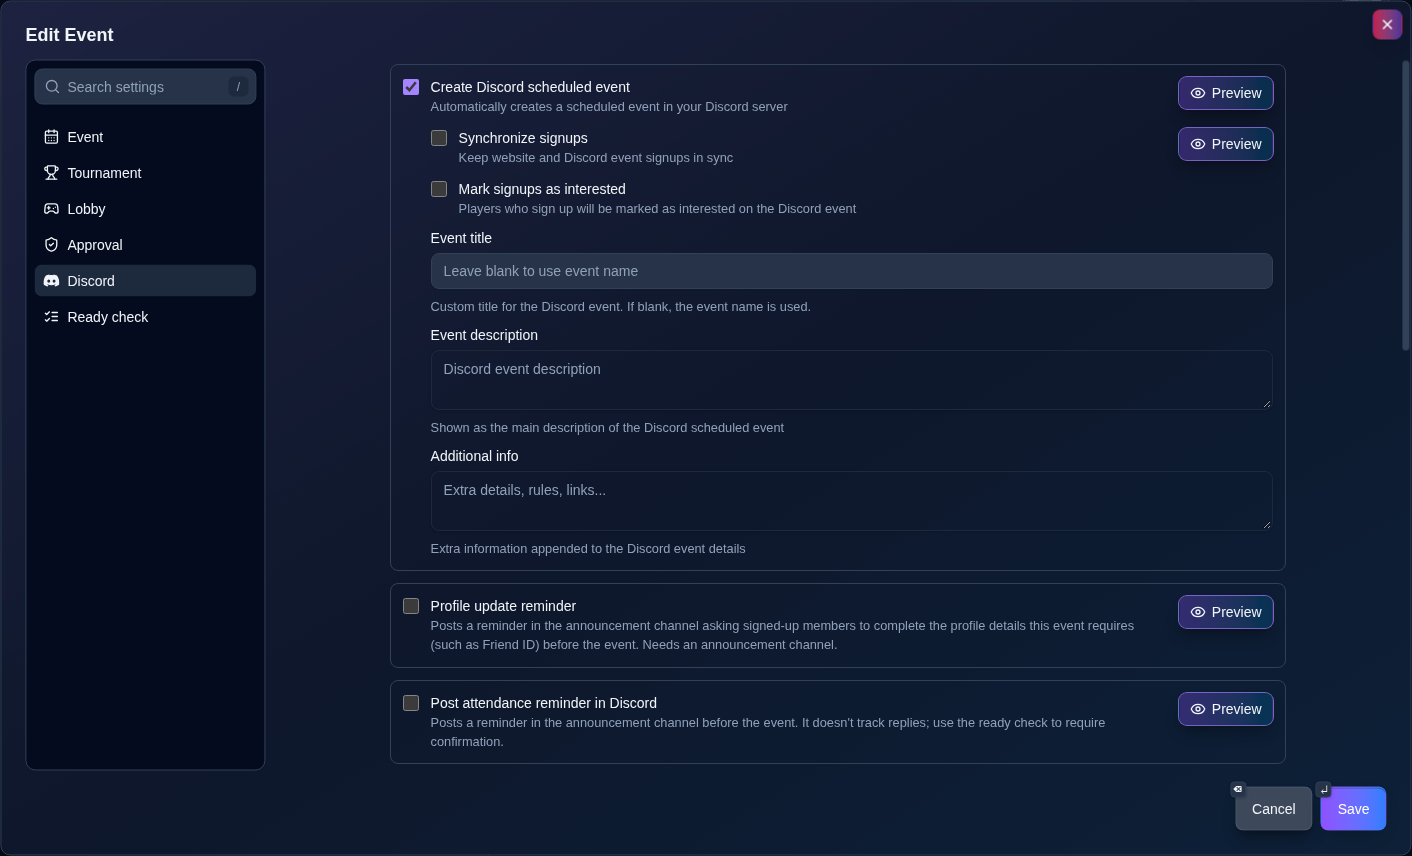 Edit Event
Search settings /
Event
Tournament
Lobby
Approval
Discord
Ready check
Create Discord scheduled event
Automatically creates a scheduled event in your Discord server
Preview
Synchronize signups
Keep website and Discord event signups in sync
Preview
Mark signups as interested
Players who sign up will be marked as interested on the Discord event
Event title
Leave blank to use event name
Custom title for the Discord event. If blank, the event name is used.
Event description
Discord event description
Shown as the main description of the Discord scheduled event
Additional info
Extra details, rules, links...
Extra information appended to the Discord event details
Profile update reminder
Posts a reminder in the announcement channel asking signed-up members to complete the profile details this event requires
(such as Friend ID) before the event. Needs an announcement channel.
Preview
Post attendance reminder in Discord
Posts a reminder in the announcement channel before the event. It doesn't track replies; use the ready check to require
confirmation.
Preview
Cancel
Save